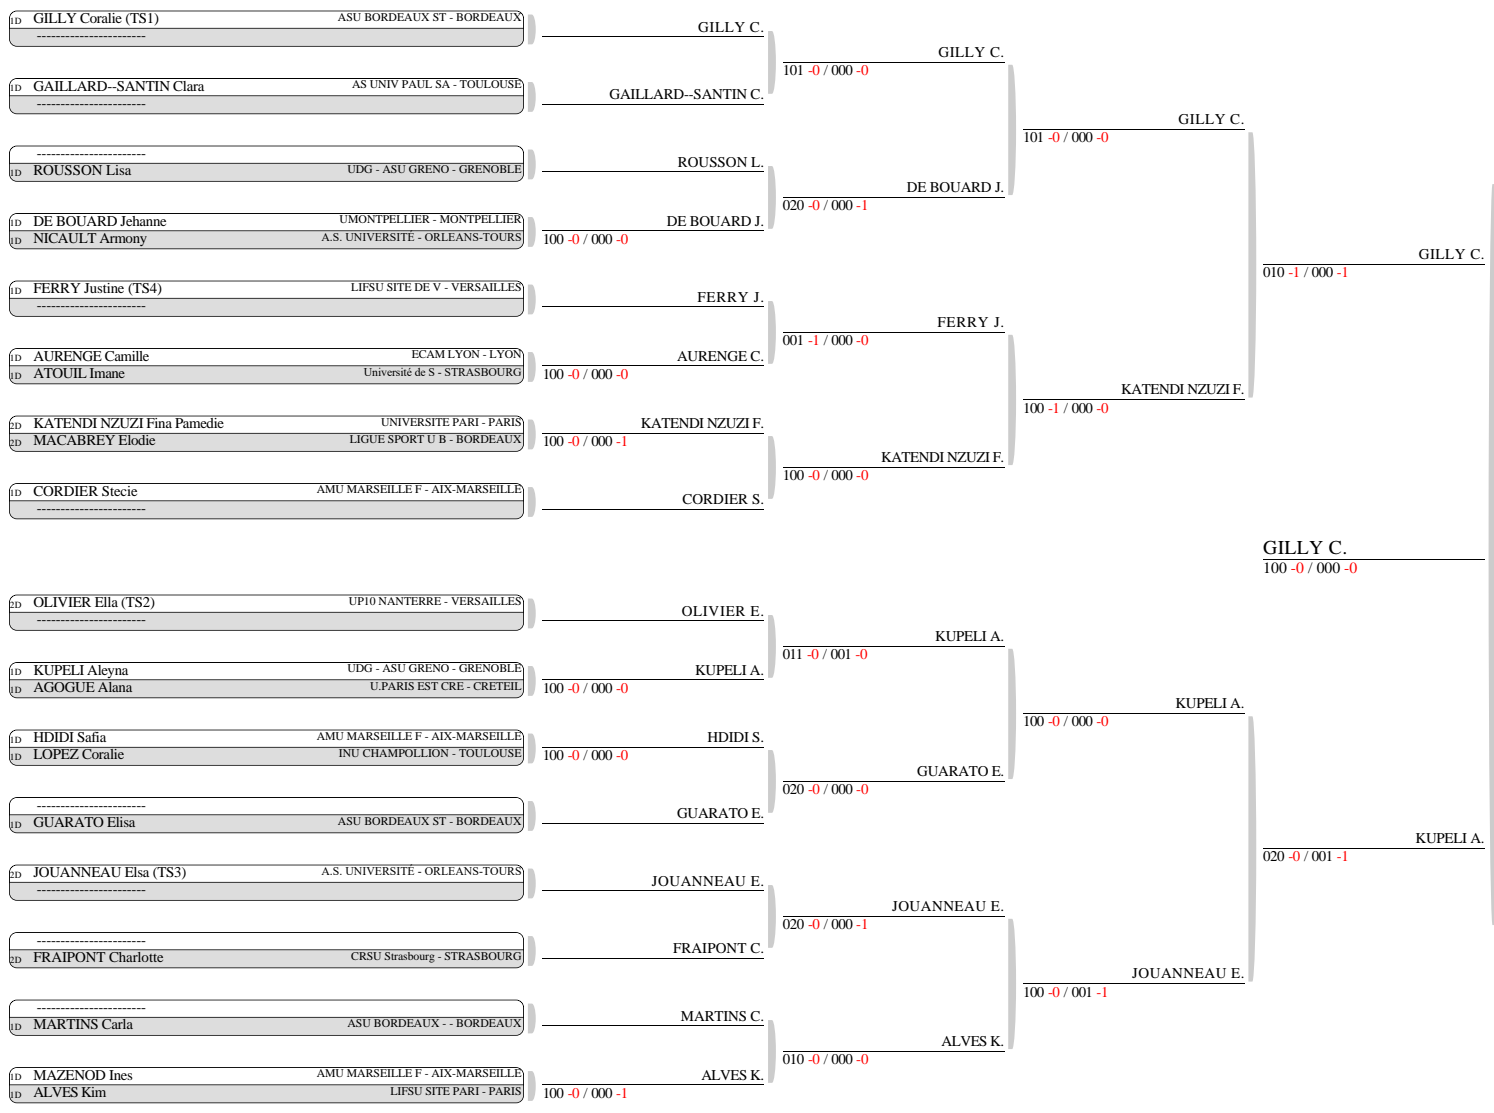 1D GILLY Coralie (TS1) ASU BORDEAUX ST - BORDEAUX
-----------------------
1D GAILLARD--SANTIN Clara AS UNIV PAUL SA - TOULOUSE
-----------------------
-----------------------
1D ROUSSON Lisa UDG - ASU GRENO - GRENOBLE
1D DE BOUARD Jehanne UMONTPELLIER - MONTPELLIER
1D NICAULT Armony A.S. UNIVERSITÉ - ORLEANS-TOURS
1D FERRY Justine (TS4) LIFSU SITE DE V - VERSAILLES
-----------------------
1D AURENGE Camille ECAM LYON - LYON
1D ATOUIL Imane Université de S - STRASBOURG
2D KATENDI NZUZI Fina Pamedie UNIVERSITE PARI - PARIS
2D MACABREY Elodie LIGUE SPORT U B - BORDEAUX
1D CORDIER Stecie AMU MARSEILLE F - AIX-MARSEILLE
-----------------------
2D OLIVIER Ella (TS2) UP10 NANTERRE - VERSAILLES
-----------------------
1D KUPELI Aleyna UDG - ASU GRENO - GRENOBLE
1D AGOGUE Alana U.PARIS EST CRE - CRETEIL
1D HDIDI Safia AMU MARSEILLE F - AIX-MARSEILLE
1D LOPEZ Coralie INU CHAMPOLLION - TOULOUSE
-----------------------
1D GUARATO Elisa ASU BORDEAUX ST - BORDEAUX
2D JOUANNEAU Elsa (TS3) A.S. UNIVERSITÉ - ORLEANS-TOURS
-----------------------
-----------------------
2D FRAIPONT Charlotte CRSU Strasbourg - STRASBOURG
-----------------------
1D MARTINS Carla ASU BORDEAUX - - BORDEAUX
1D MAZENOD Ines AMU MARSEILLE F - AIX-MARSEILLE
1D ALVES Kim LIFSU SITE PARI - PARIS
GILLY C.
GAILLARD--SANTIN C.
ROUSSON L.
DE BOUARD J.
100 -0 / 000 -0
FERRY J.
AURENGE C.
100 -0 / 000 -0
KATENDI NZUZI F.
100 -0 / 000 -1
CORDIER S.
OLIVIER E.
KUPELI A.
100 -0 / 000 -0
HDIDI S.
100 -0 / 000 -0
GUARATO E.
JOUANNEAU E.
FRAIPONT C.
MARTINS C.
ALVES K.
100 -0 / 000 -1
GILLY C.
101 -0 / 000 -0
DE BOUARD J.
020 -0 / 000 -1
FERRY J.
001 -1 / 000 -0
KATENDI NZUZI F.
100 -0 / 000 -0
KUPELI A.
011 -0 / 001 -0
GUARATO E.
020 -0 / 000 -0
JOUANNEAU E.
020 -0 / 000 -1
ALVES K.
010 -0 / 000 -0
GILLY C.
101 -0 / 000 -0
KATENDI NZUZI F.
100 -1 / 000 -0
KUPELI A.
100 -0 / 000 -0
JOUANNEAU E.
100 -0 / 001 -1
GILLY C.
010 -1 / 000 -1
KUPELI A.
020 -0 / 001 -1
GILLY C.
100 -0 / 000 -0